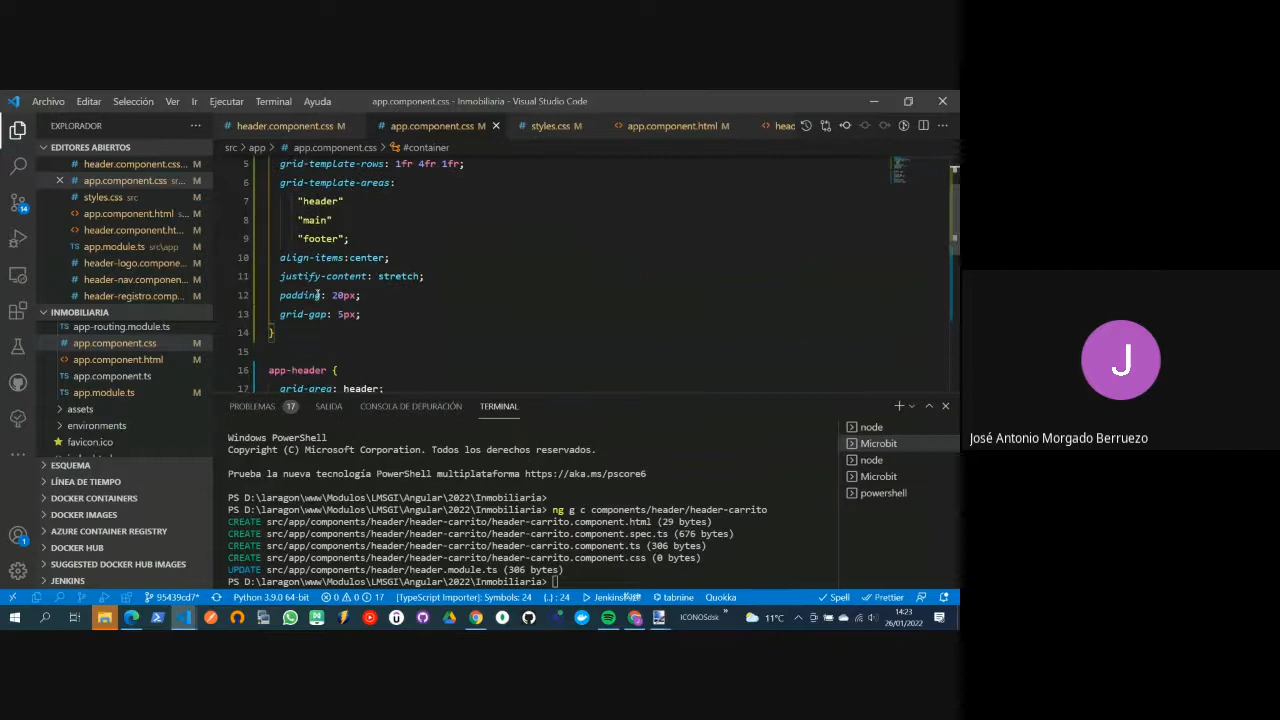 Archivo Editar Selección Ver Ir Ejecutar Terminal Ayuda app.component.css - Inmobiliaria - Visual Studio Code
EXPLORADOR ...
header.component.css M app.component.css M styles.css M app.component.html M head
EDITORES ABIERTOS
src > app > app.component.css > #container
header.component.css... M
app.component.css sr... M
styles.css src M
app.component.html s... M
header.component.ht... M
app.module.ts src\app M
header-logo.compone... M
header-nav.componen... M
header-registro.comp... M
INMOBILIARIA
app-routing.module.ts
app.component.css M
app.component.html M
app.component.ts
app.module.ts M
assets
environments
favicon.ico
ESQUEMA
LÍNEA DE TIEMPO
DOCKER CONTAINERS
DOCKER IMAGES
AZURE CONTAINER REGISTRY
DOCKER HUB
SUGGESTED DOCKER HUB IMAGES
JENKINS
14
1
5 grid-template-rows: 1fr 4fr 1fr;
6 grid-template-areas:
7 "header"
8 "main"
9 "footer";
10 align-items:center;
11 justify-content: stretch;
12 padding: 20px;
13 grid-gap: 5px;
14 }
15
16 app-header {
17 grid-area: header;
PROBLEMAS 17 SALIDA CONSOLA DE DEPURACIÓN TERMINAL
Windows PowerShell
Copyright (C) Microsoft Corporation. Todos los derechos reservados.
Prueba la nueva tecnología PowerShell multiplataforma https://aka.ms/pscore6
PS D:\laragon\www\Modulos\LMSGI\Angular\2022\Inmobiliaria>
PS D:\laragon\www\Modulos\LMSGI\Angular\2022\Inmobiliaria> ng g c components/header/header-carrito
CREATE src/app/components/header/header-carrito/header-carrito.component.html (29 bytes)
CREATE src/app/components/header/header-carrito/header-carrito.component.spec.ts (676 bytes)
CREATE src/app/components/header/header-carrito/header-carrito.component.ts (306 bytes)
CREATE src/app/components/header/header-carrito/header-carrito.component.css (0 bytes)
UPDATE src/app/components/header/header.module.ts (306 bytes)
PS D:\laragon\www\Modulos\LMSGI\Angular\2022\Inmobiliaria>
node
Microbit
node
Microbit
powershell
95439cd7* 0 0 17 Python 3.9.0 64-bit [TypeScript Importer]: Symbols: 24 {..} : 24 tabnine Quokka Spell Prettier
ICONOSdsk 11°C 14:23
26/01/2022
J
José Antonio Morgado Berruezo